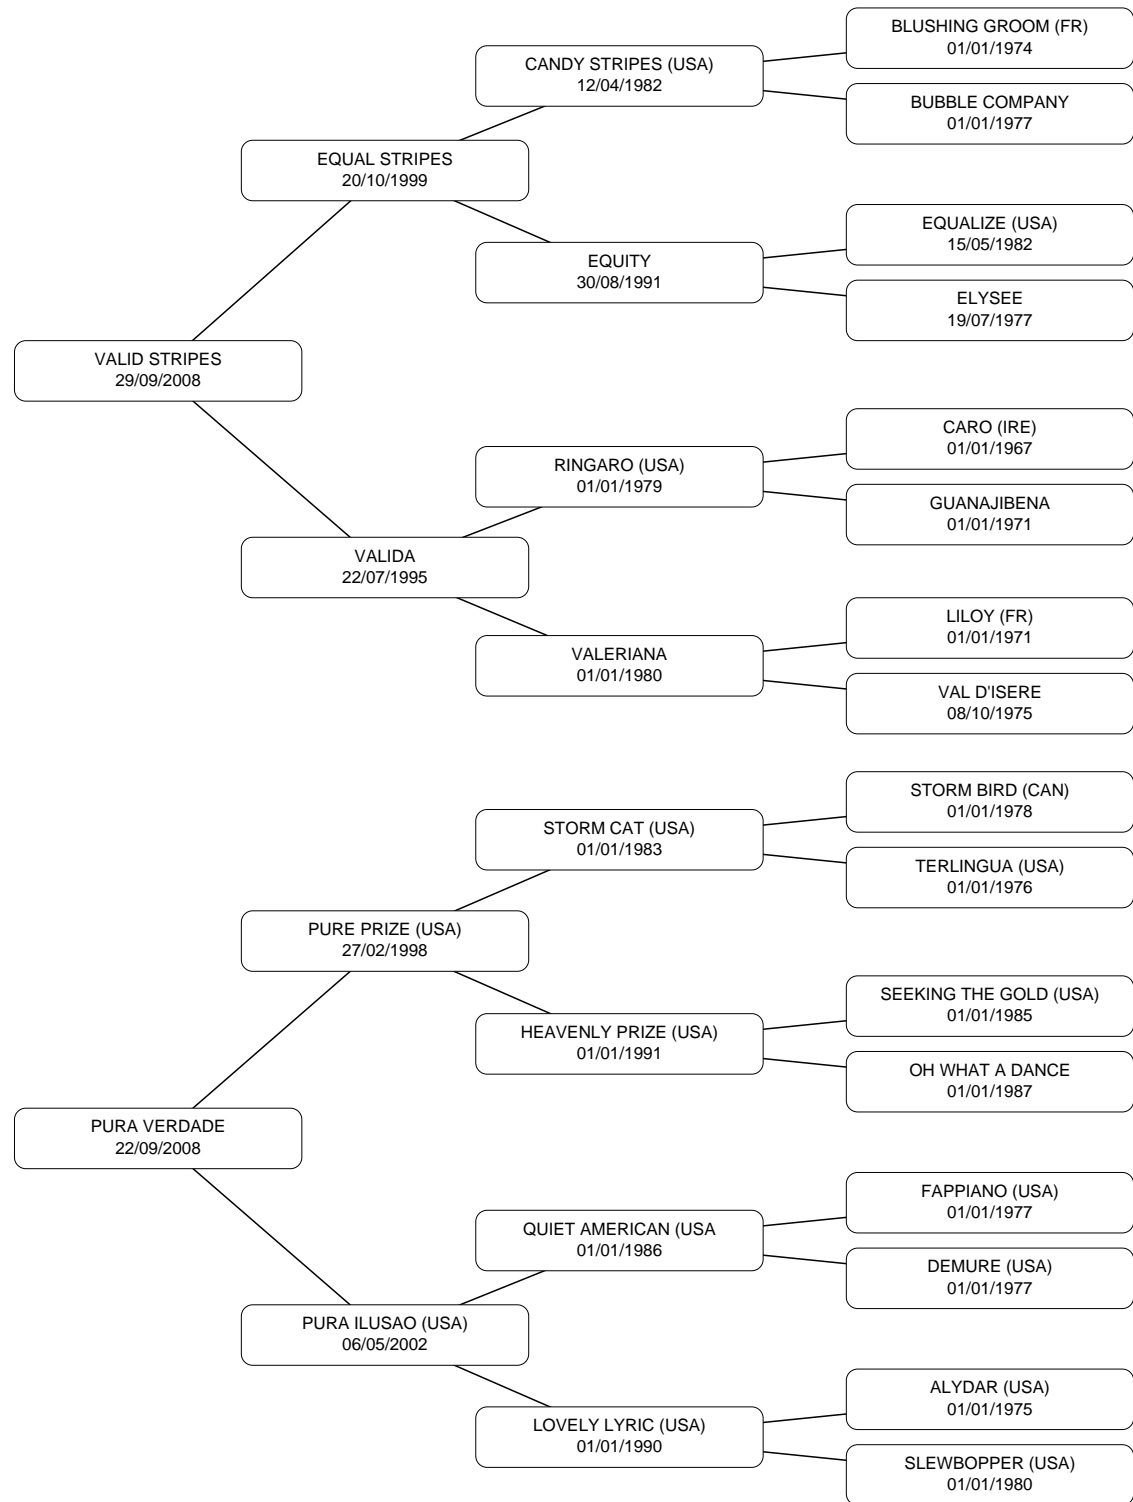 BLUSHING GROOM (FR)
01/01/1974
CANDY STRIPES (USA)
12/04/1982
BUBBLE COMPANY
01/01/1977
EQUAL STRIPES
20/10/1999
EQUALIZE (USA)
15/05/1982
EQUITY
30/08/1991
ELYSEE
19/07/1977
VALID STRIPES
29/09/2008
CARO (IRE)
01/01/1967
RINGARO (USA)
01/01/1979
GUANAJIBENA
01/01/1971
VALIDA
22/07/1995
LILOY (FR)
01/01/1971
VALERIANA
01/01/1980
VAL D'ISERE
08/10/1975
STORM BIRD (CAN)
01/01/1978
STORM CAT (USA)
01/01/1983
TERLINGUA (USA)
01/01/1976
PURE PRIZE (USA)
27/02/1998
SEEKING THE GOLD (USA)
01/01/1985
HEAVENLY PRIZE (USA)
01/01/1991
OH WHAT A DANCE
01/01/1987
PURA VERDADE
22/09/2008
FAPPIANO (USA)
01/01/1977
QUIET AMERICAN (USA
01/01/1986
DEMURE (USA)
01/01/1977
PURA ILUSAO (USA)
06/05/2002
ALYDAR (USA)
01/01/1975
LOVELY LYRIC (USA)
01/01/1990
SLEWBOPPER (USA)
01/01/1980